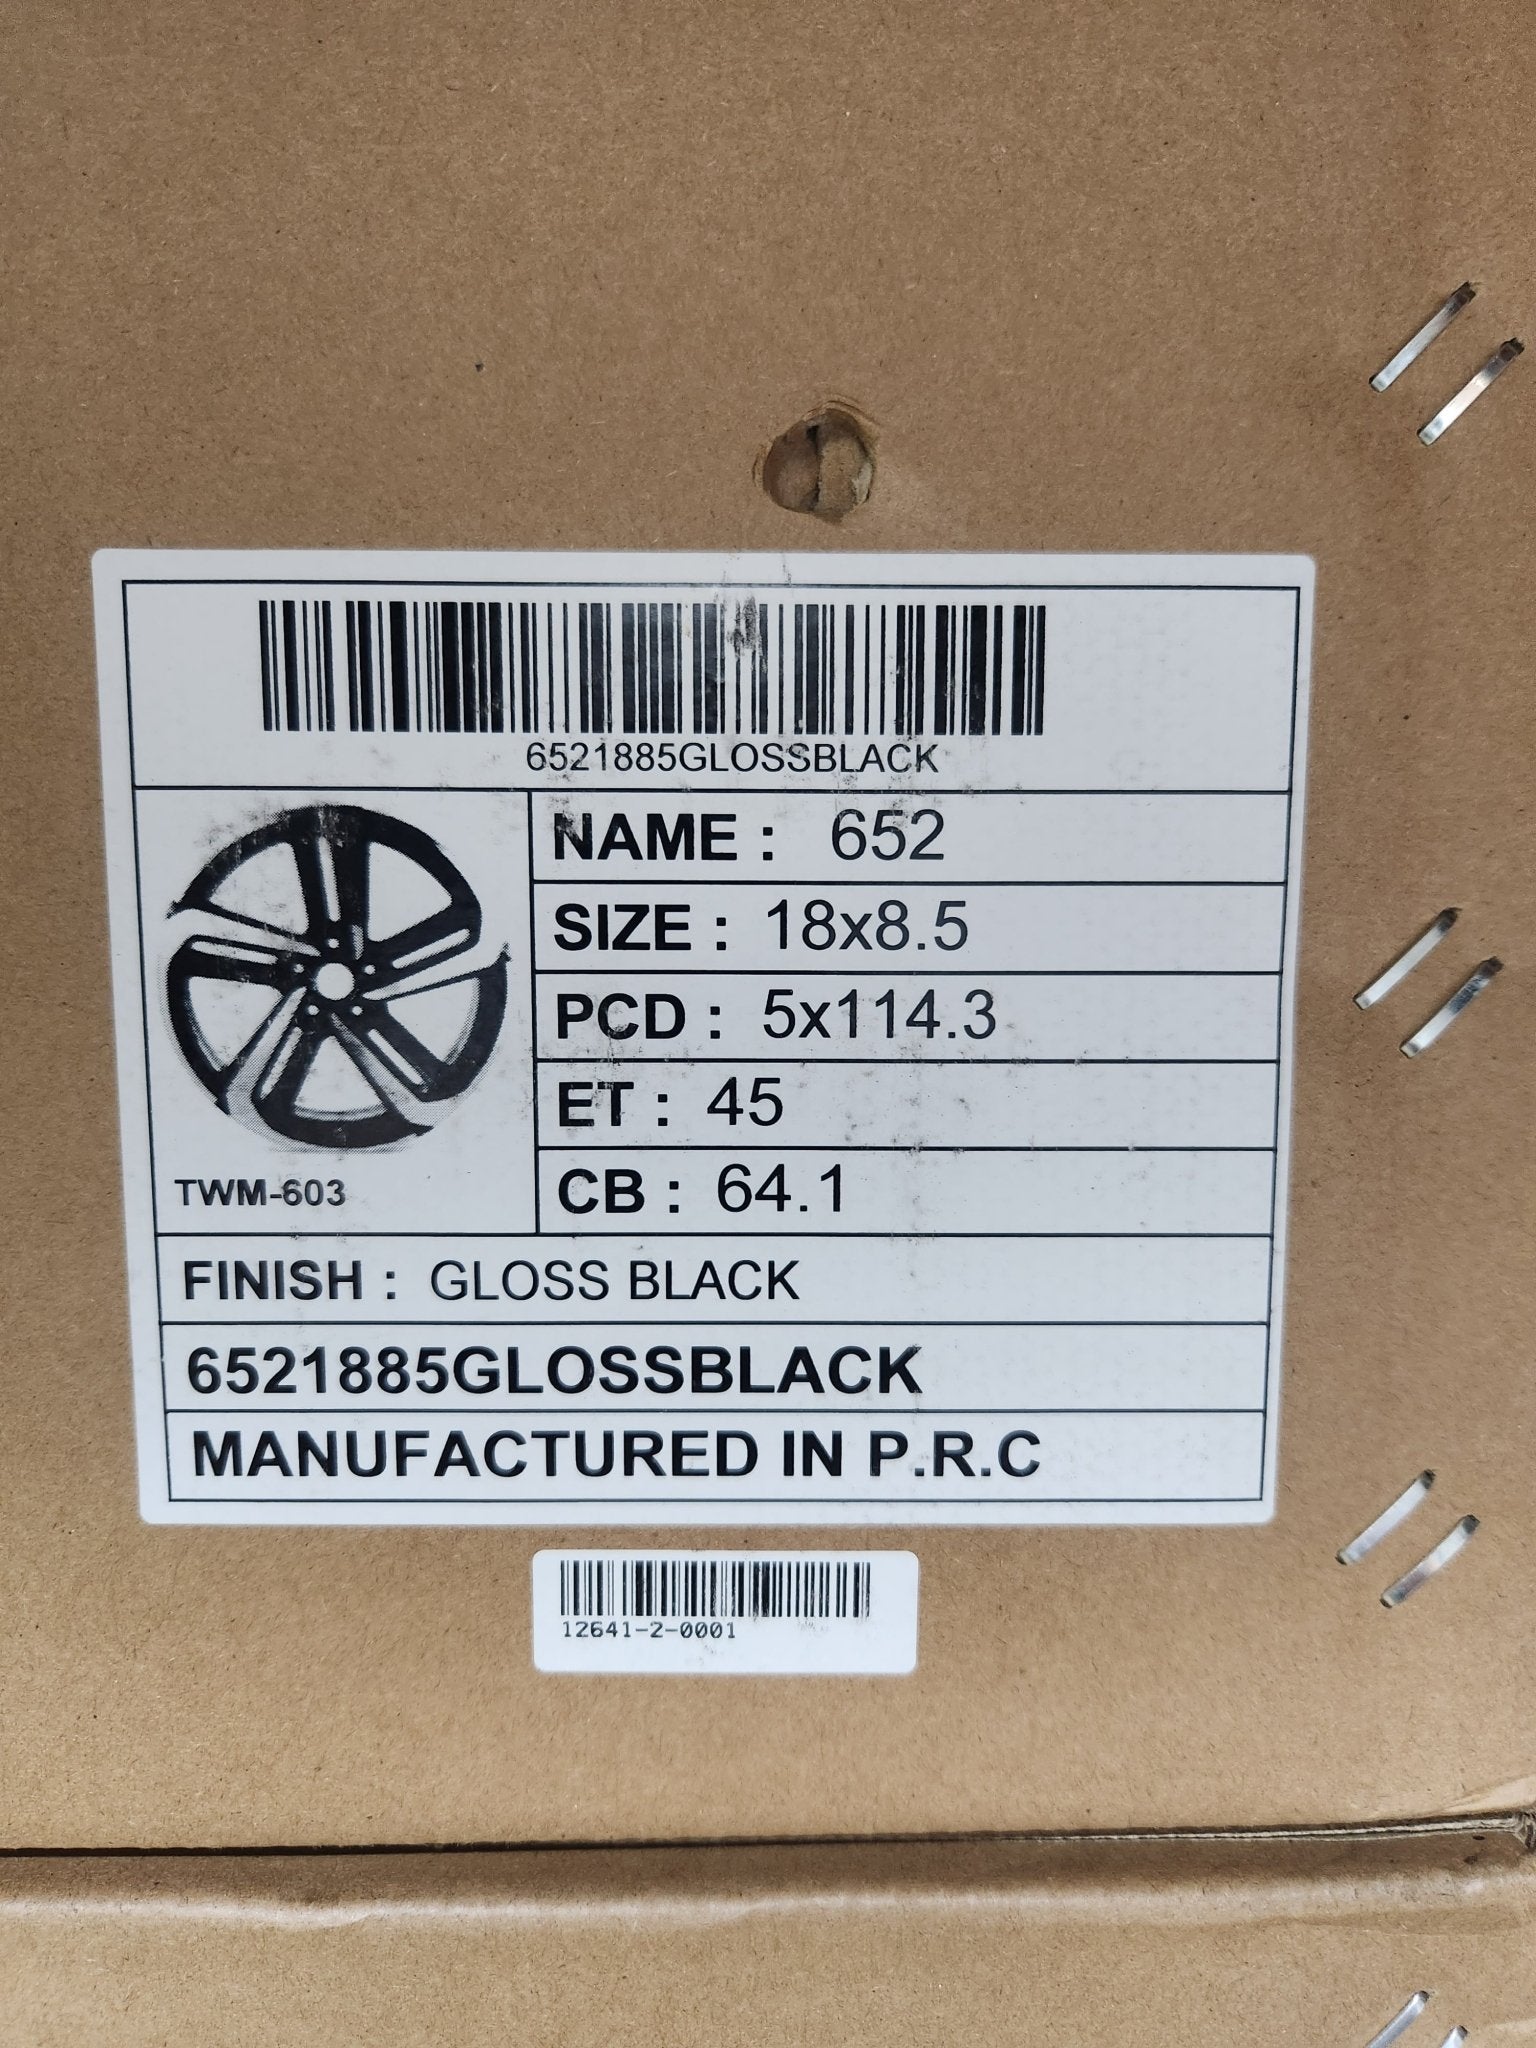 6521885GLOSSBLACK
NAME : 652
SIZE : 18x8.5
PCD : 5x114.3
ET : 45
CB : 64.1
TWM-603
FINISH : GLOSS BLACK
6521885GLOSSBLACK
MANUFACTURED IN P.R.C
12641-2-0001